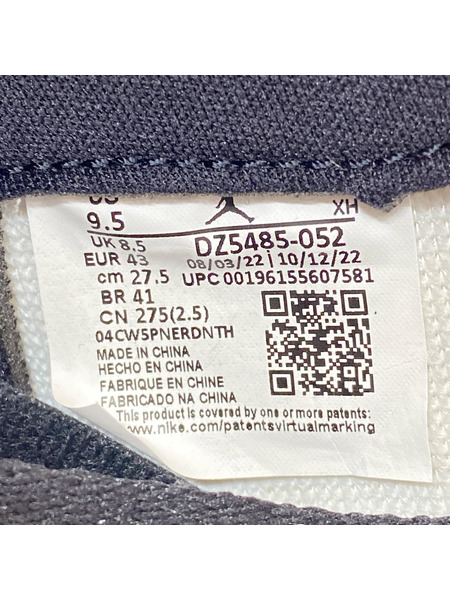 9.5
XH
UK 8.5
DZ5485-052
EUR 43
08/03/22 | 10/12/22
cm 27.5
UPC 00196155607581
BR 41
CN 275(2.5)
04CW5PNERDNTH
MADE IN CHINA
HECHO EN CHINA
FABRIQUE EN CHINE
FABRICADO NA CHINA
This product is covered by one or more patents:
www.nike.com/patentsvirtualmarking